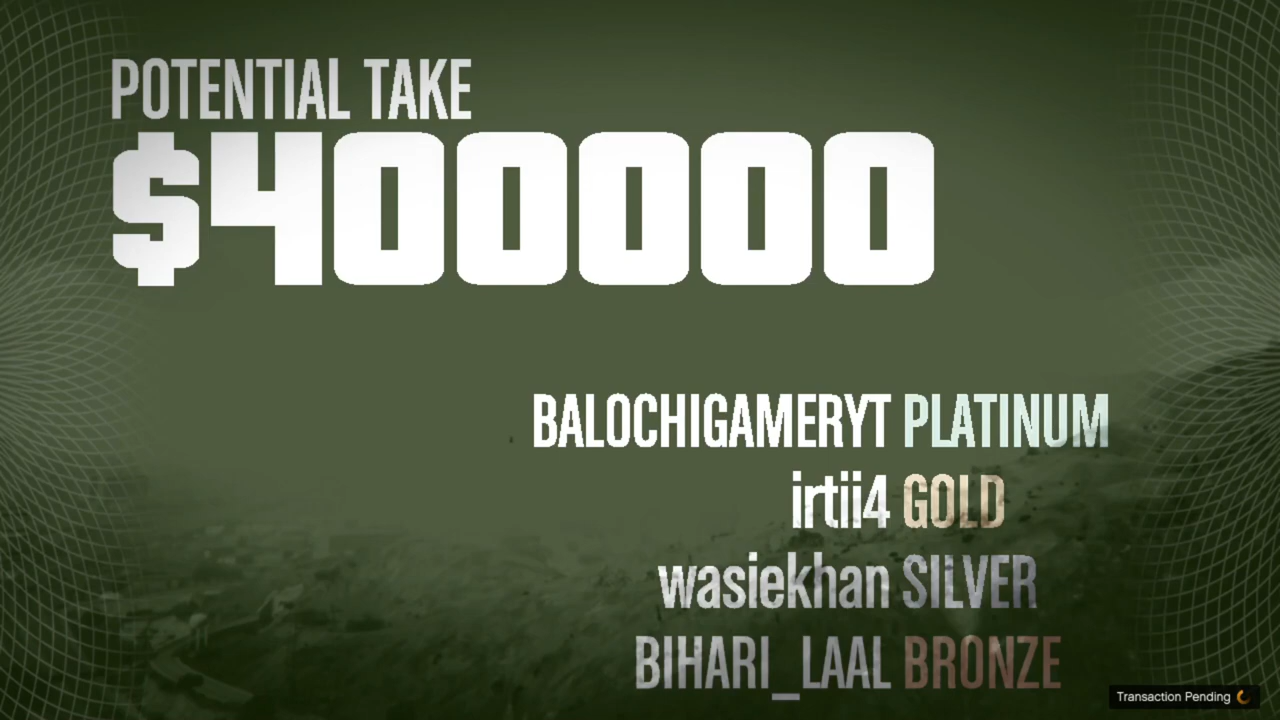 POTENTIAL TAKE
$400000
BALOCHIGAMERYT PLATINUM
irtii4 GOLD
wasiekhan SILVER
BIHARI_LAAL BRONZE
Transaction Pending